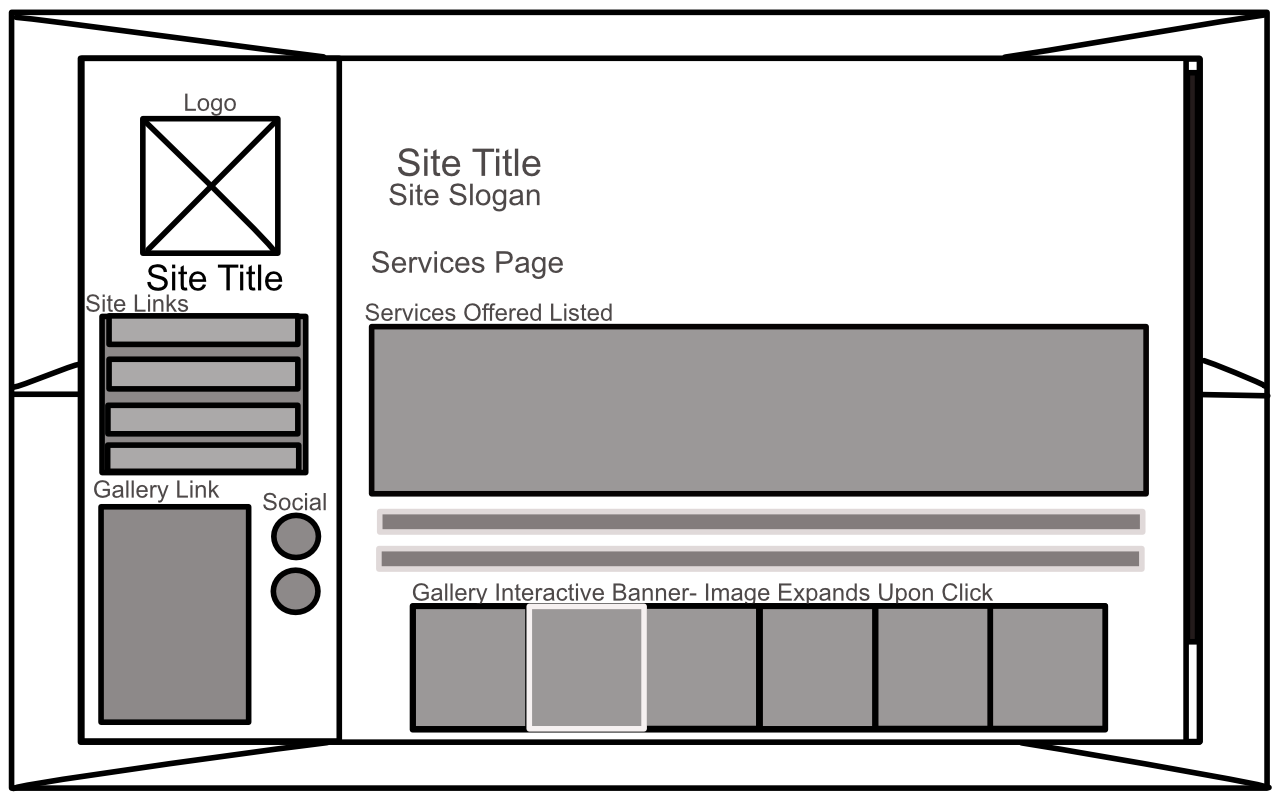 Logo
Site Title
Site Links
Gallery Link
Social
Site Title
Site Slogan
Services Page
Services Offered Listed
Gallery Interactive Banner- Image Expands Upon Click